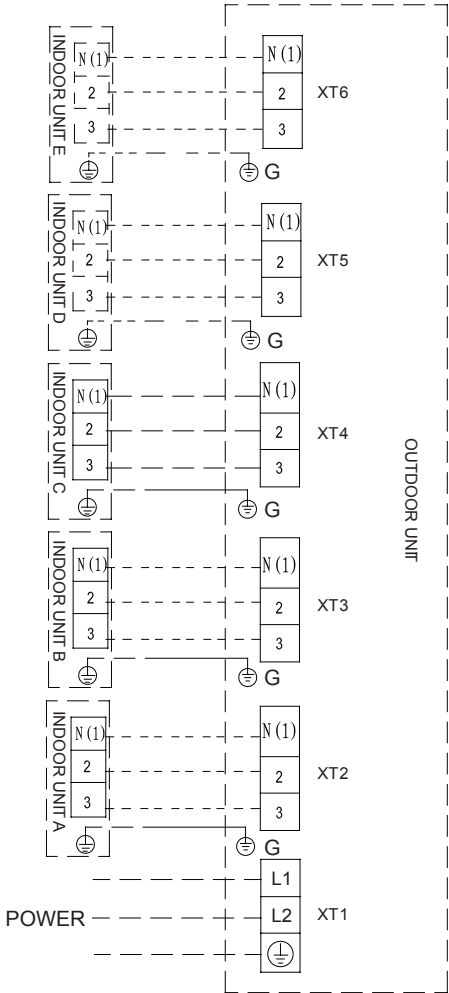 INDOOR UNIT E
N(1)
2
3
N(1)
2
3
XT6
G
INDOOR UNIT D
N(1)
2
3
N(1)
2
3
XT5
G
INDOOR UNIT C
N(1)
2
3
N(1)
2
3
XT4
G
OUTDOOR UNIT
INDOOR UNIT B
N(1)
2
3
N(1)
2
3
XT3
G
INDOOR UNIT A
N(1)
2
3
N(1)
2
3
XT2
G
POWER
L1
L2
XT1